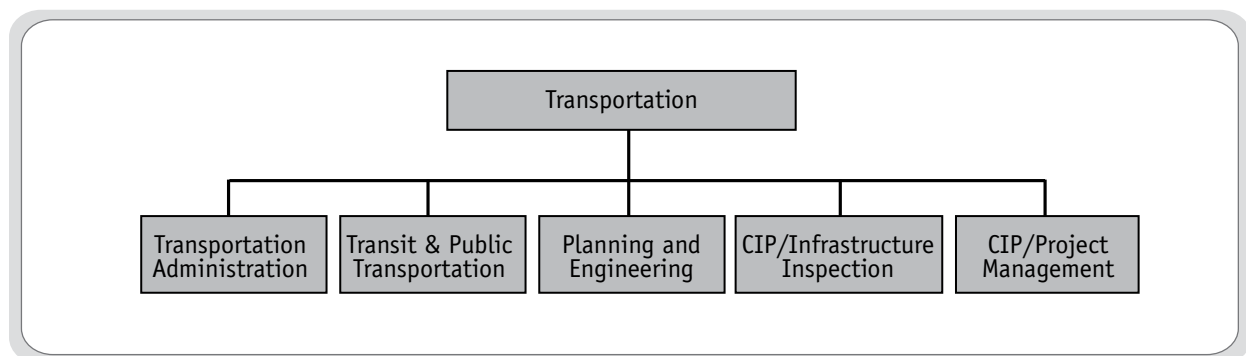 Transportation
Transportation
Administration
Transit & Public
Transportation
Planning and
Engineering
CIP/Infrastructure
Inspection
CIP/Project
Management